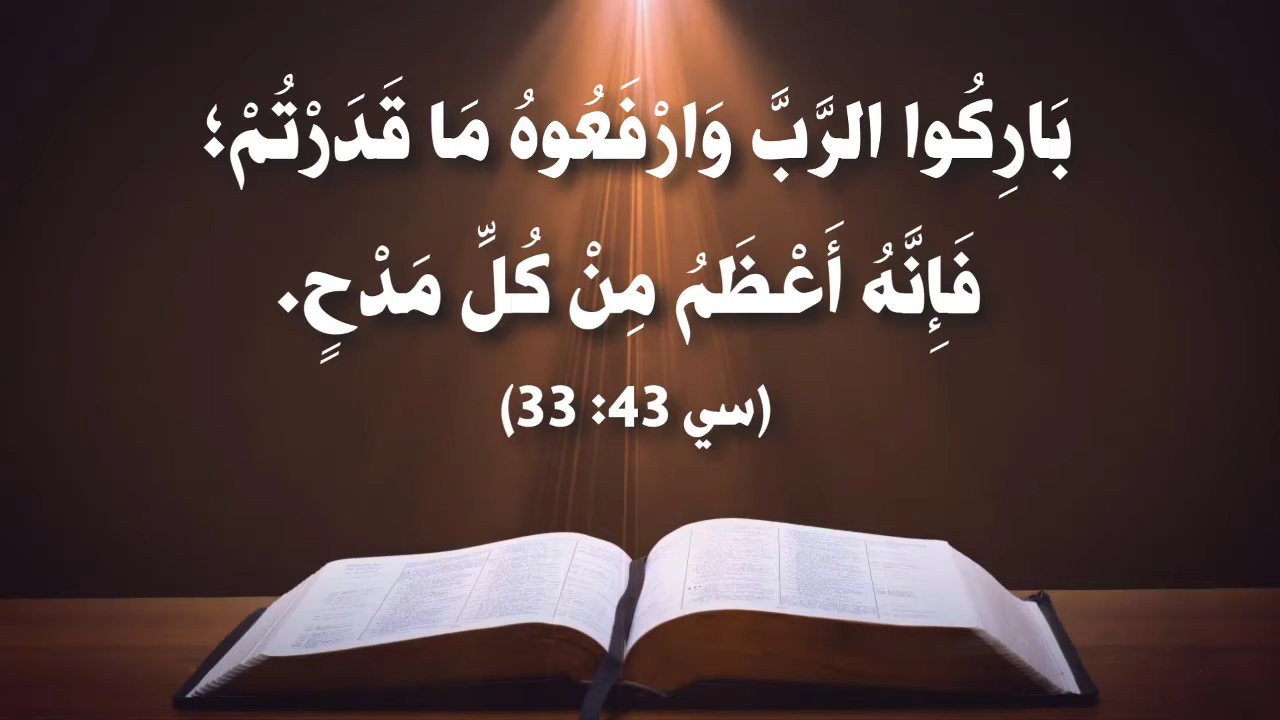 بَارِكُوا الرَّبَّ وَارْفَعُوهُ مَا قَدَرْتُمْ؛
فَإِنَّهُ أَعْظَمُ مِنْ كُلِّ مَدْحٍ.
(سي 43: 33)